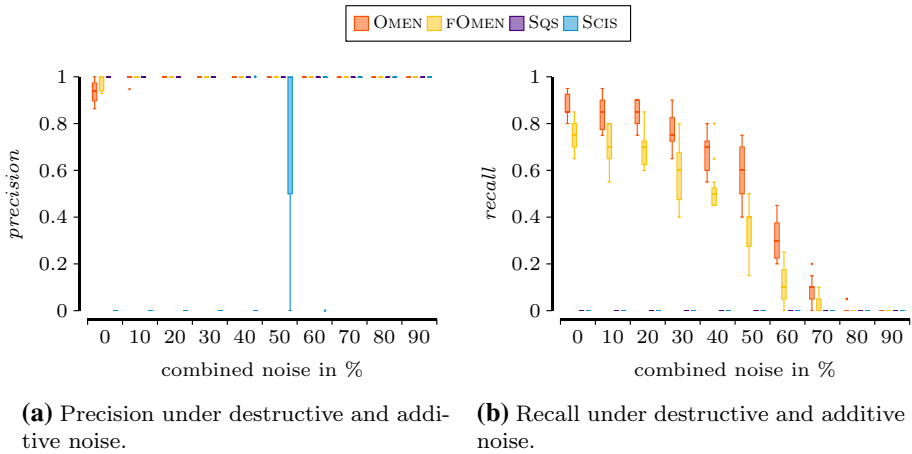 OMEN FOMEN SQS SCIS
1
0.8
0.6
0.4
0.2
0
precision
0 10 20 30 40 50 60 70 80 90
combined noise in %
1
0.8
0.6
0.4
0.2
0
recall
0 10 20 30 40 50 60 70 80 90
combined noise in %
(a) Precision under destructive and addi-
tive noise.
(b) Recall under destructive and additive
noise.